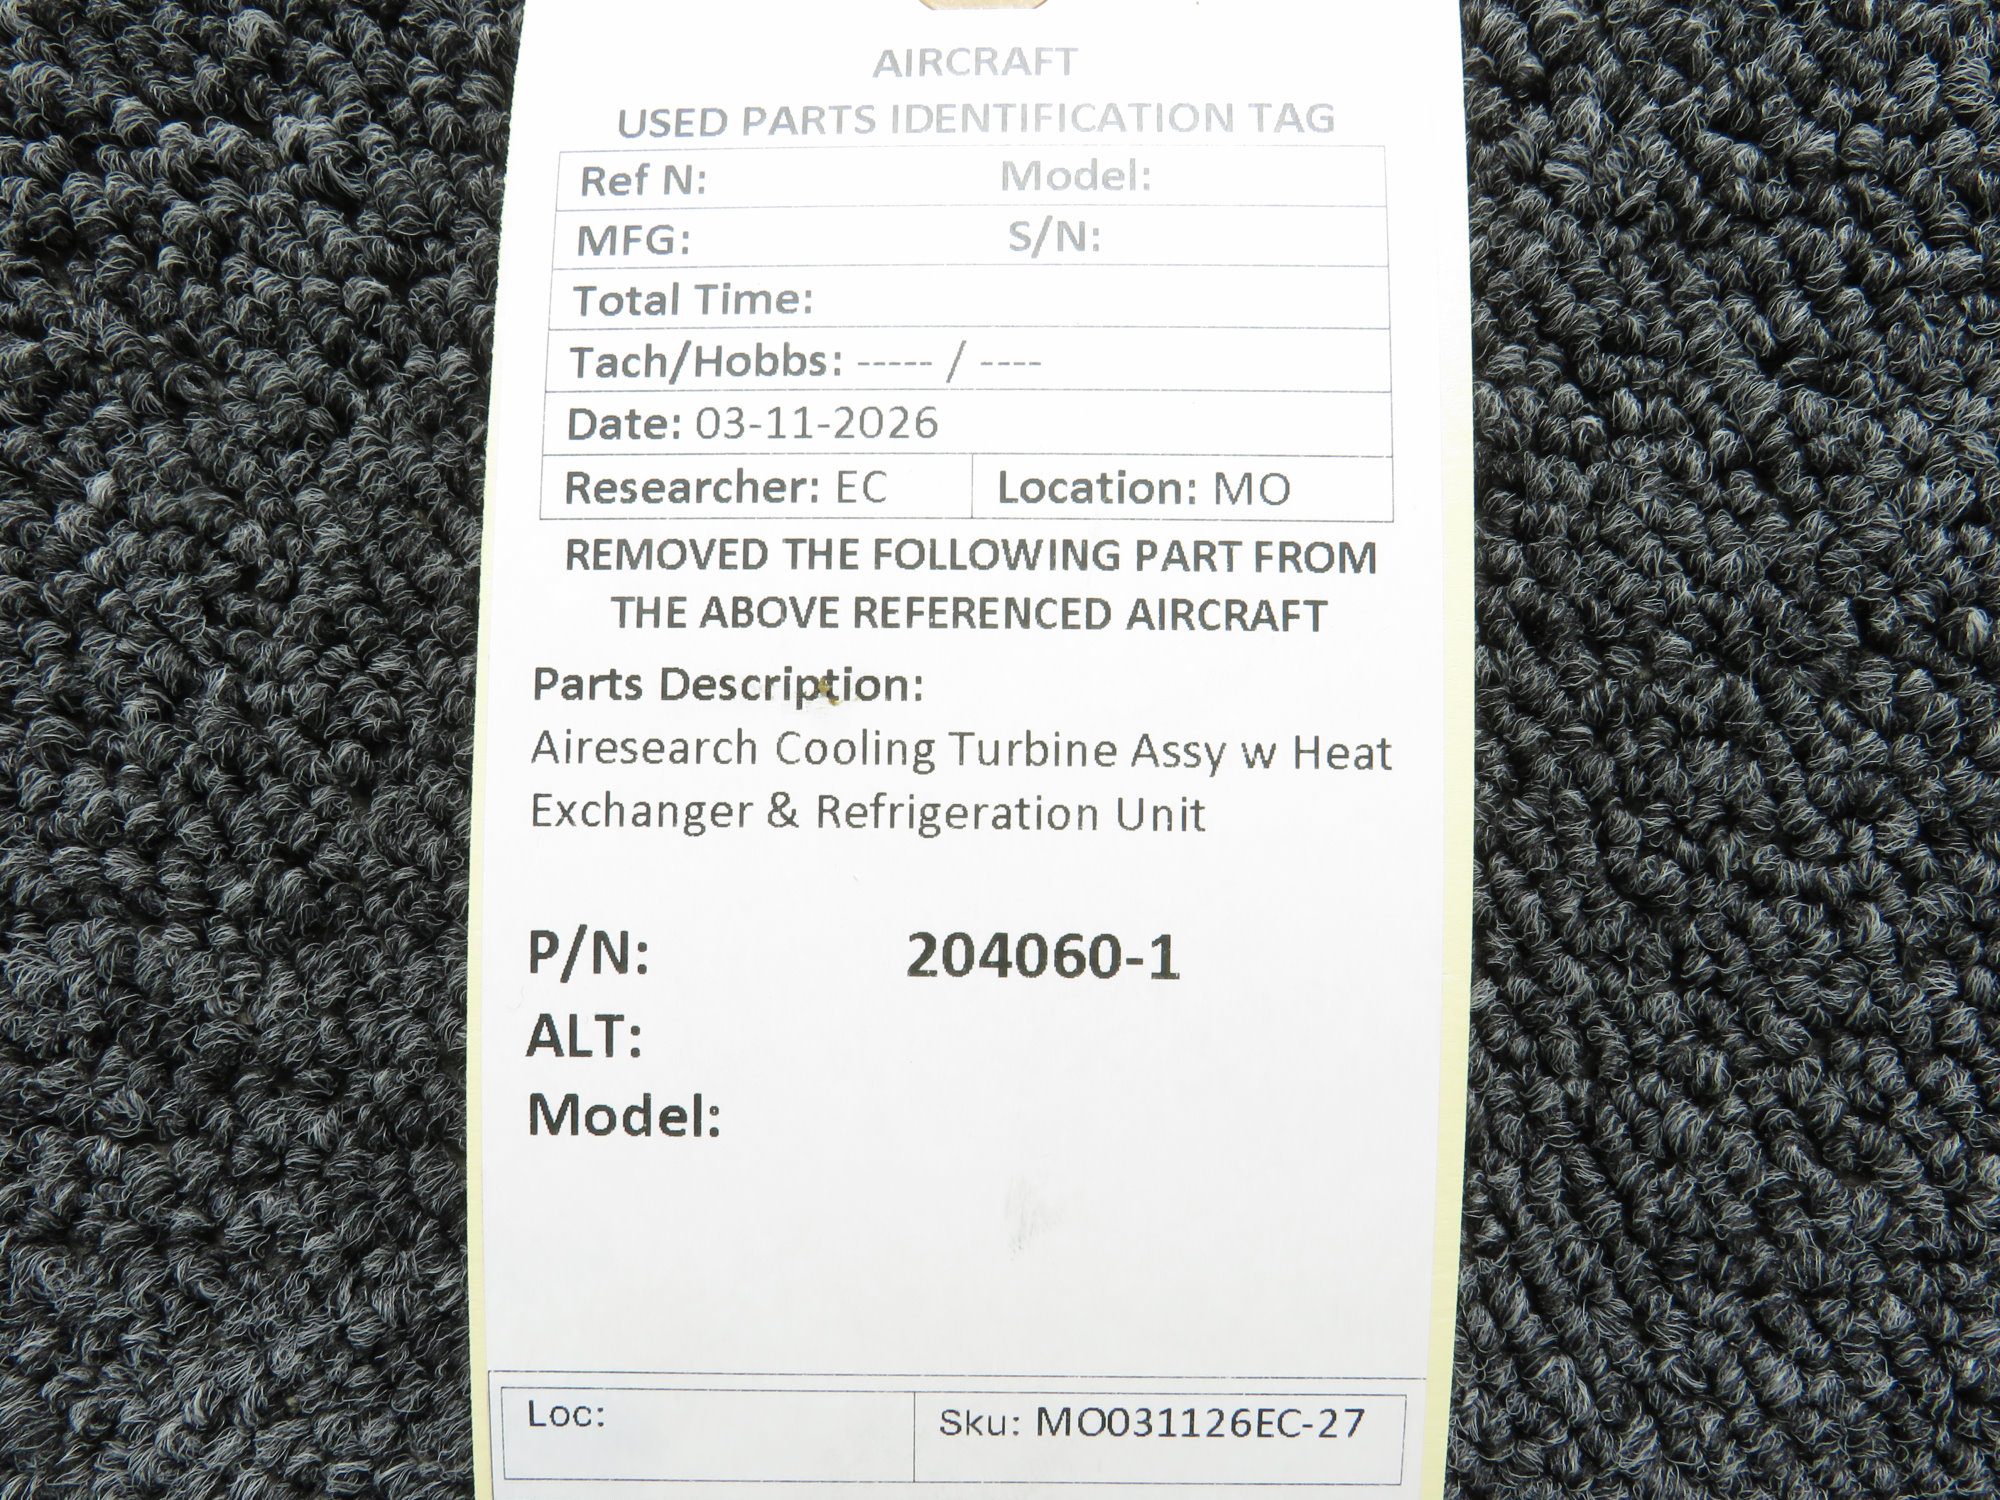 AIRCRAFT
USED PARTS IDENTIFICATION TAG
Ref N: Model:
MFG: S/N:
Total Time:
Tach/Hobbs: ----- / ----
Date: 03-11-2026
Researcher: EC Location: MO
REMOVED THE FOLLOWING PART FROM
THE ABOVE REFERENCED AIRCRAFT
Parts Description:
Airesearch Cooling Turbine Assy w Heat
Exchanger & Refrigeration Unit
P/N: 204060-1
ALT:
Model:
Loc: Sku: MO031126EC-27